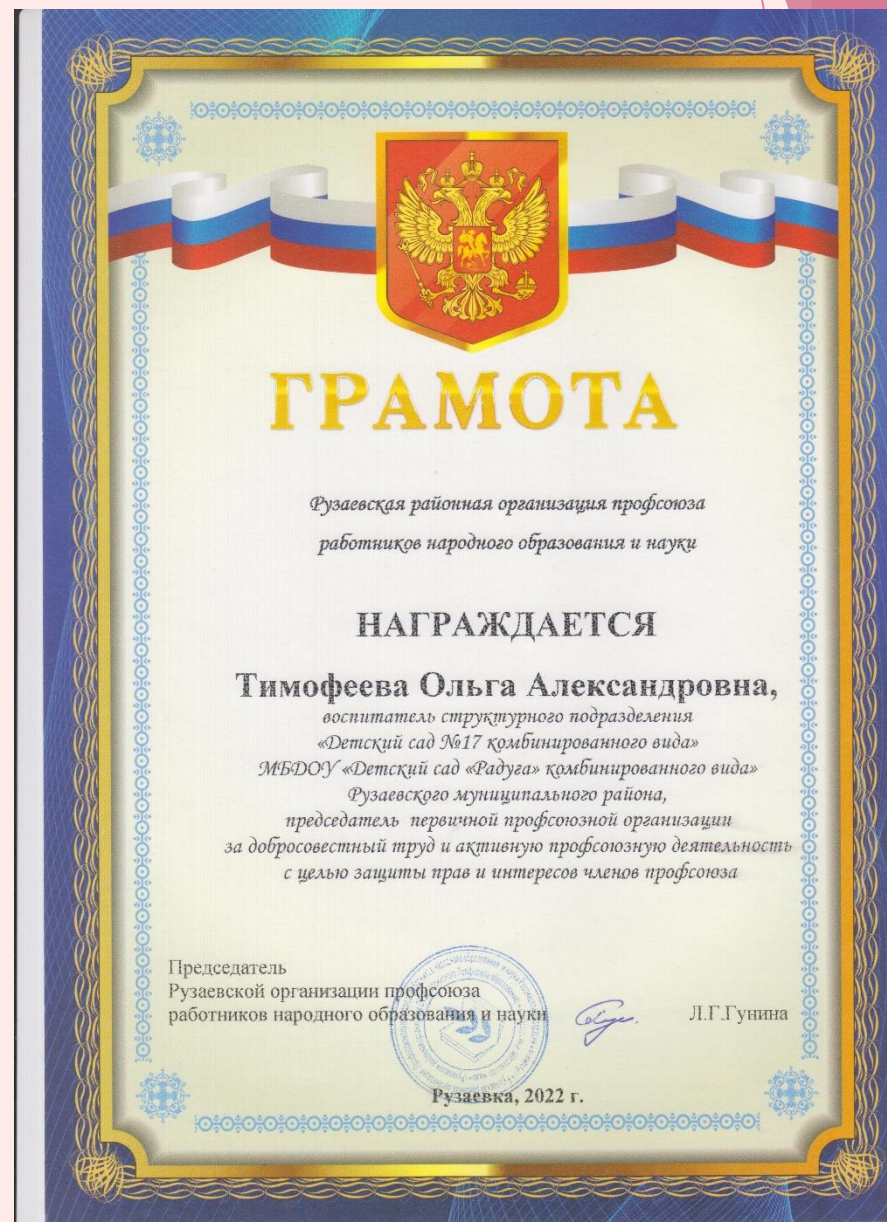 ГРАМОТА
Рузаевская районная организация профсоюза
работников народного образования и науки
НАГРАЖДАЕТСЯ
Тимофеева Ольга Александровна,
воспитатель структурного подразделения
«Детский сад №17 комбинированного вида»
МБДОУ «Детский сад «Радуга» комбинированного вида»
Рузаевского муниципального района,
председатель первичной профсоюзной организации
за добросовестный труд и активную профсоюзную деятельность
с целью защиты прав и интересов членов профсоюза
Председатель
Рузаевской организации профсоюза
работников народного образования и науки Л.Г.Гунина
Рузаевка, 2022 г.